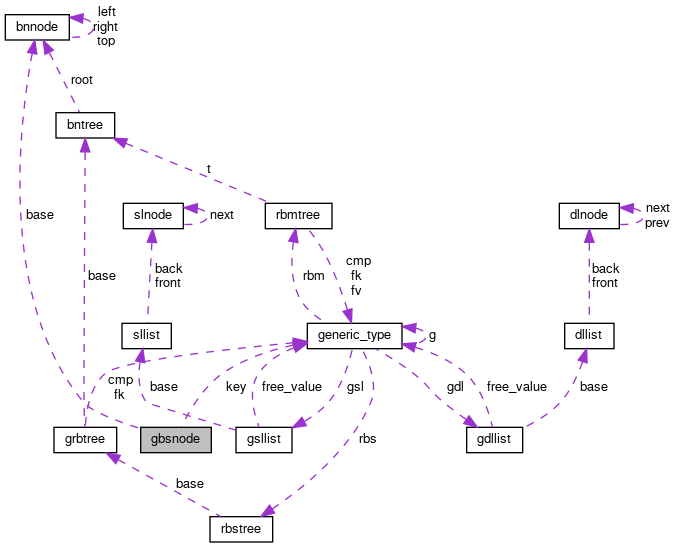 left
bnnode
right
top
root
bntree
t
slnode
next
rbmtree
dlnode
next
prev
base
cmp
fk
fv
rbm
back
front
base
back
front
sllist
generic_type
g
dllist
cmp
fk
base
key
free_value
gsl
gdl
free_value
base
grbtree
gbsnode
gsllist
rbs
gdllist
base
rbstree